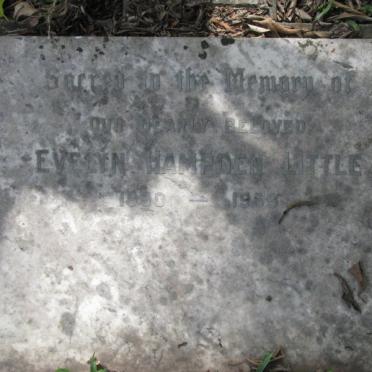 Sacred to the Memory of
OUR DEARLY BELOVED
EVELYN HAMPDEN LITTLE